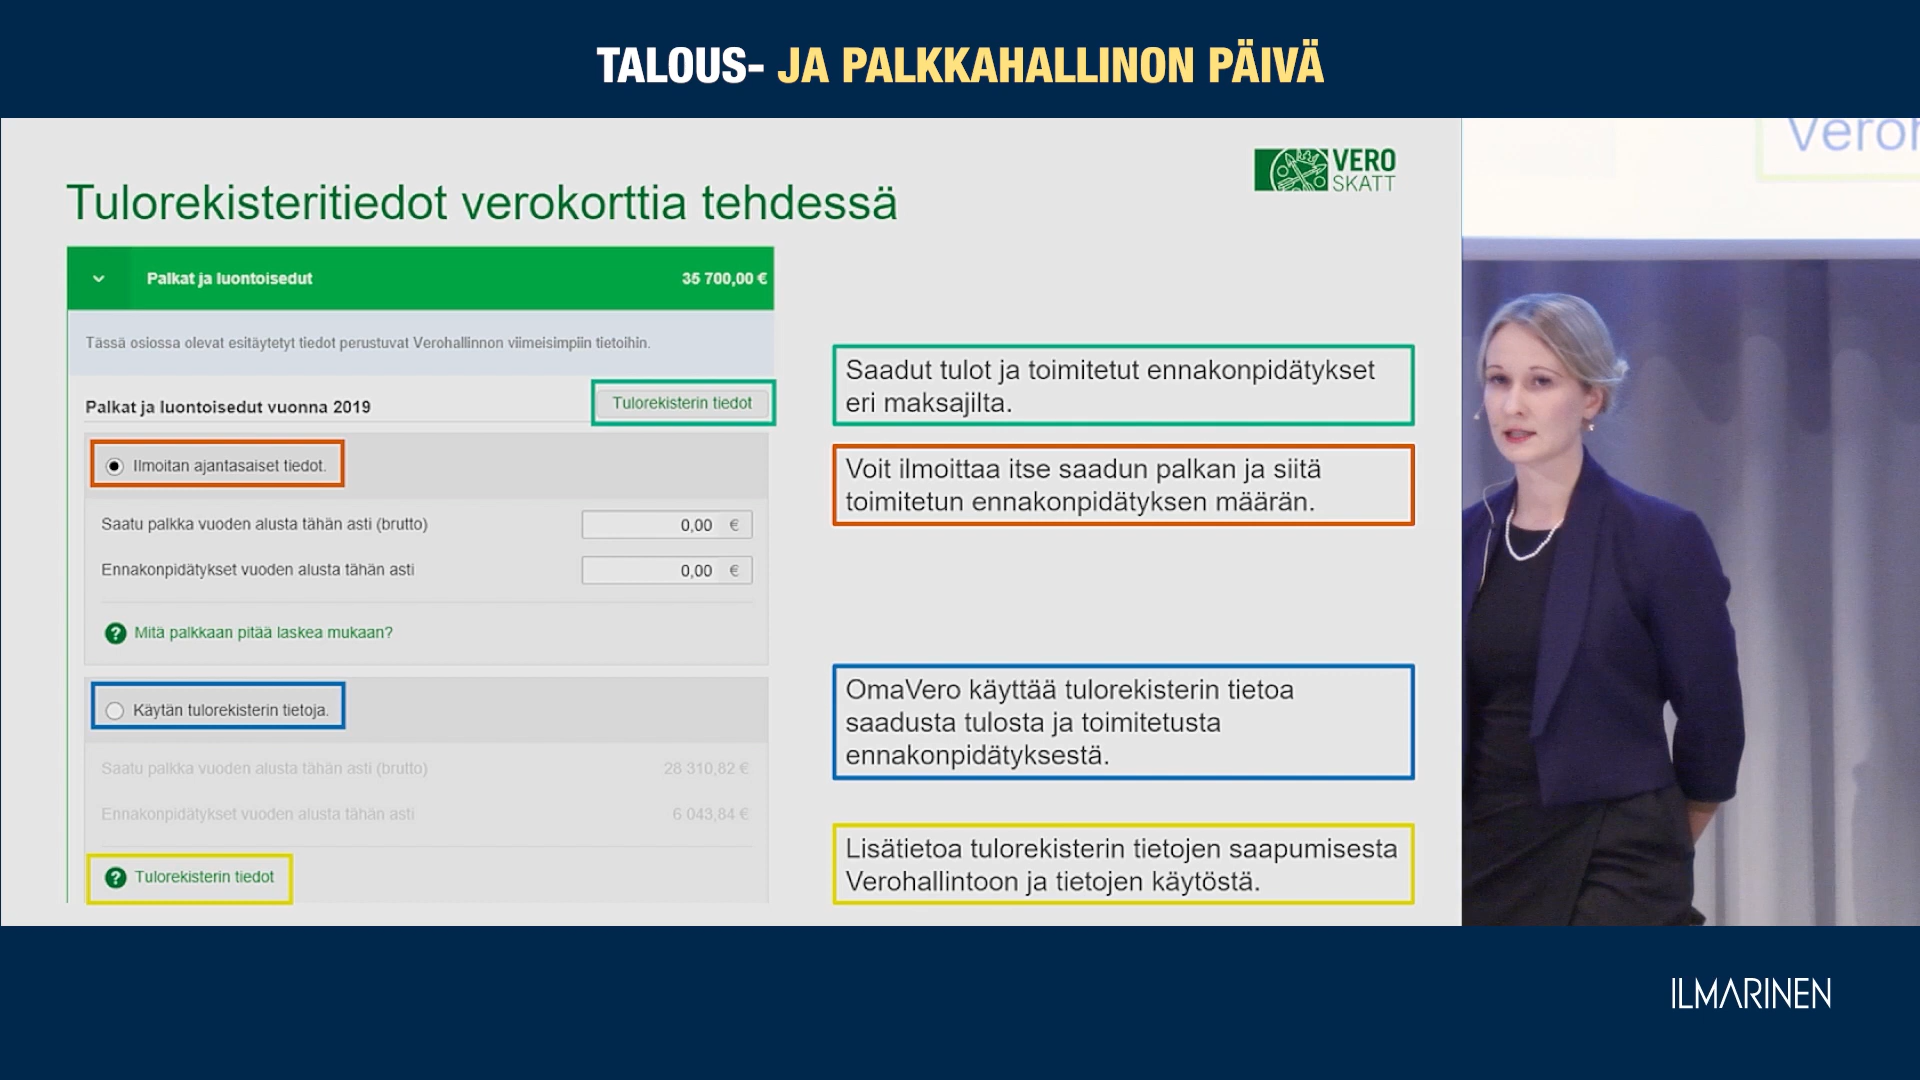 TALOUS- JA PALKKAHALLINON PÄIVÄ
VERO
SKATT
Tulorekisteritiedot verokorttia tehdessä
Palkat ja luontoisedut 35 700,00 €
Tässä osiossa olevat esitäytetyt tiedot perustuvat Verohallinnon viimeisimpiin tietoihin.
Palkat ja luontoisedut vuonna 2019
Tulorekisterin tiedot
Ilmoitan ajantasaiset tiedot.
Saatu palkka vuoden alusta tähän asti (brutto) 0,00 €
Ennakonpidätykset vuoden alusta tähän asti 0,00 €
? Mitä palkkaan pitää laskea mukaan?
Käytän tulorekisterin tietoja.
Saatu palkka vuoden alusta tähän asti (brutto) 28 310,82 €
Ennakonpidätykset vuoden alusta tähän asti 6 043,84 €
? Tulorekisterin tiedot
Saadut tulot ja toimitetut ennakonpidätykset
eri maksajilta.
Voit ilmoittaa itse saadun palkan ja siitä
toimitetun ennakonpidätyksen määrän.
OmaVero käyttää tulorekisterin tietoa
saadusta tulosta ja toimitetusta
ennakonpidätyksestä.
Lisätietoa tulorekisterin tietojen saapumisesta
Verohallintoon ja tietojen käytöstä.
ILMARINEN